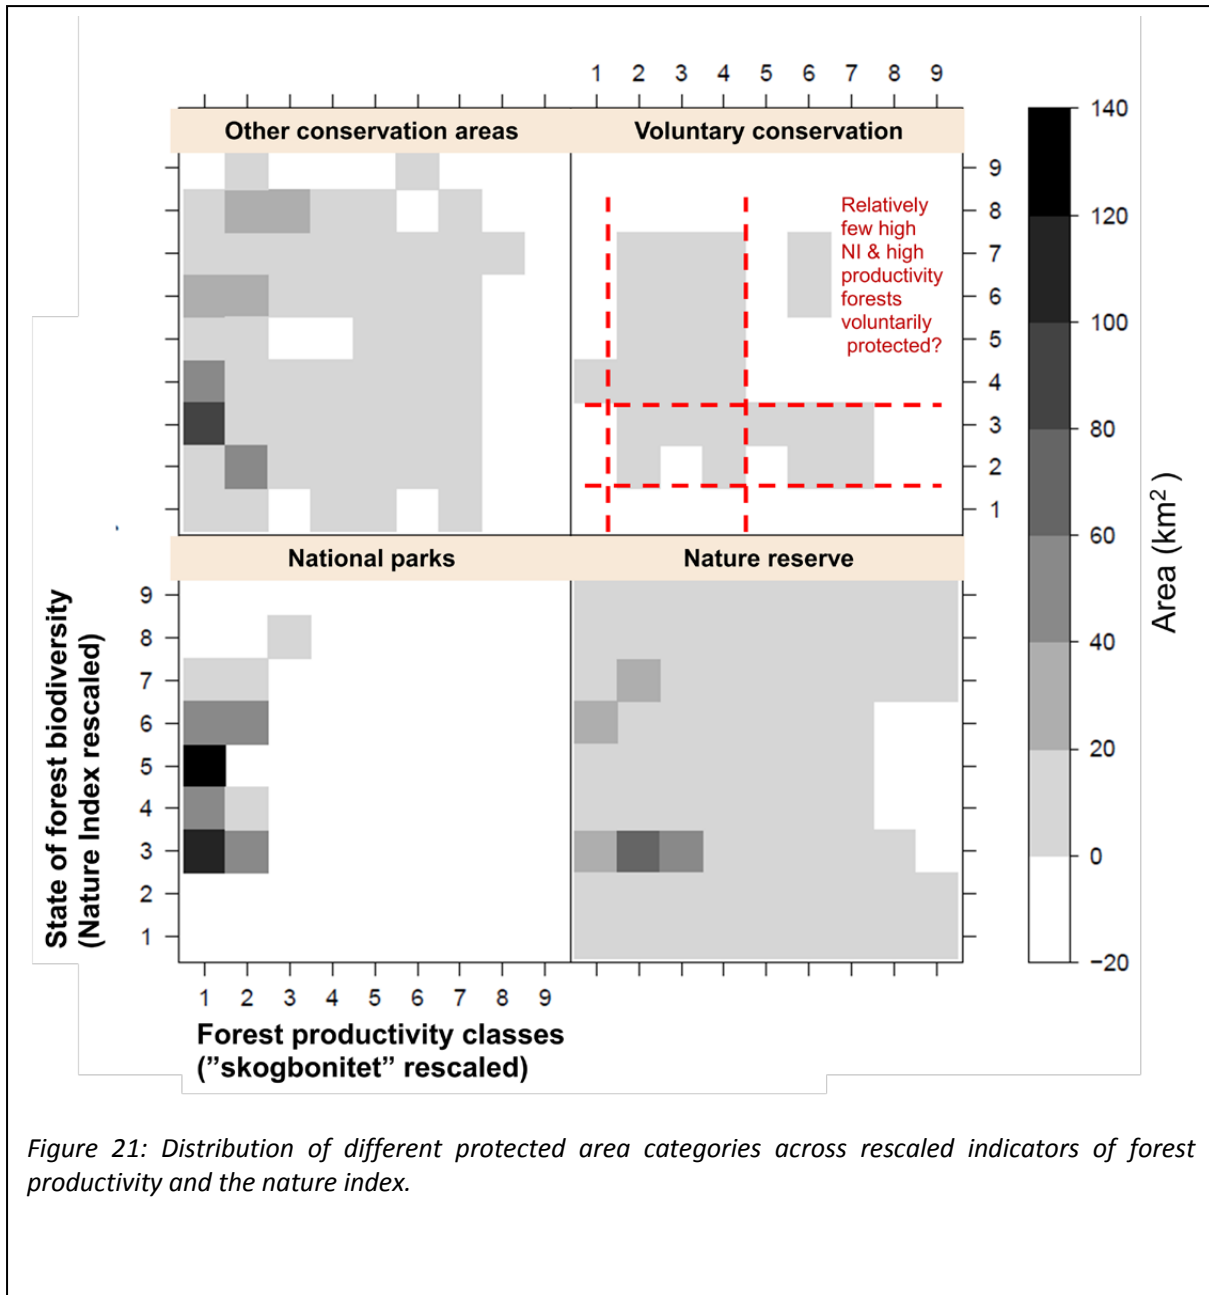 1 2 3 4 5 6 7 8 9
Other conservation areas
Voluntary conservation
9
8
7
6
5
4
3
2
1
Relatively
few high
NI & high
productivity
forests
voluntarily
protected?
National parks
Nature reserve
State of forest biodiversity
(Nature Index rescaled)
9
8
7
6
5
4
3
2
1
1 2 3 4 5 6 7 8 9
Forest productivity classes
("skogbonitet" rescaled)
140
120
100
80
60
40
20
0
−20
Area (km²)
Figure 21: Distribution of different protected area categories across rescaled indicators of forest
productivity and the nature index.